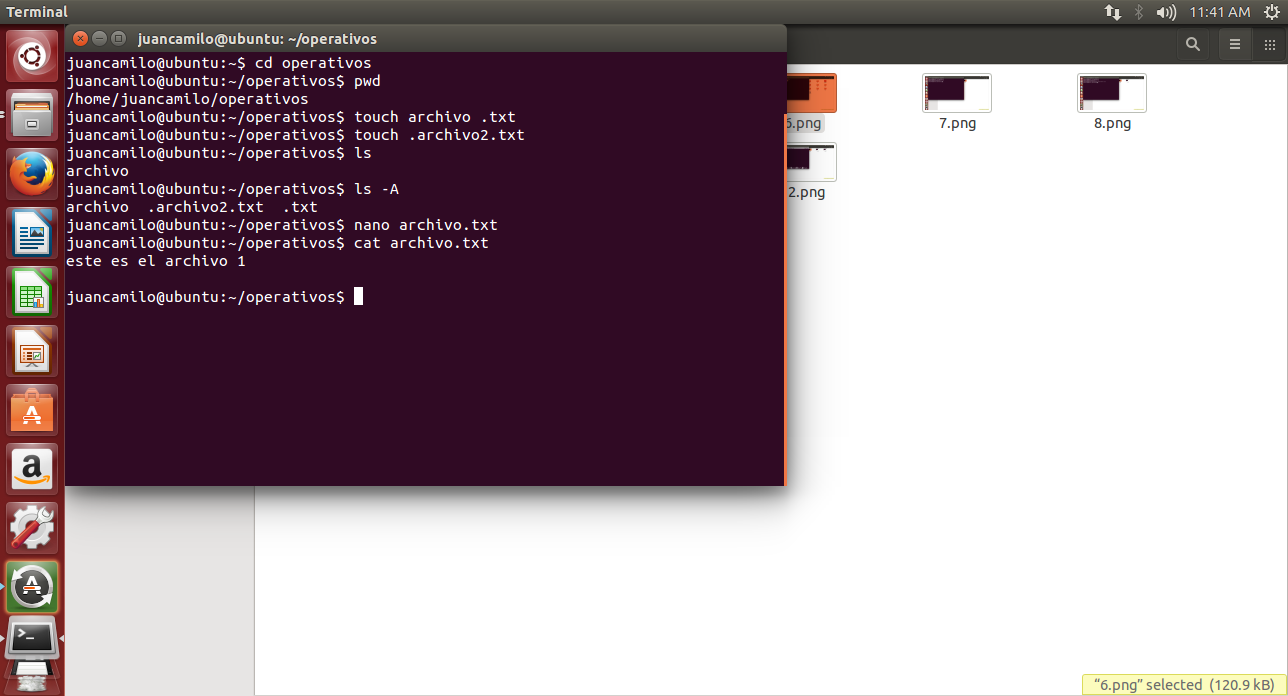 Terminal
11:41 AM
juancamilo@ubuntu: ~/operativos
juancamilo@ubuntu:~$ cd operativos
juancamilo@ubuntu:~/operativos$ pwd
/home/juancamilo/operativos
juancamilo@ubuntu:~/operativos$ touch archivo .txt
juancamilo@ubuntu:~/operativos$ touch .archivo2.txt
juancamilo@ubuntu:~/operativos$ ls
archivo
juancamilo@ubuntu:~/operativos$ ls -A
archivo  .archivo2.txt  .txt
juancamilo@ubuntu:~/operativos$ nano archivo.txt
juancamilo@ubuntu:~/operativos$ cat archivo.txt
este es el archivo 1
juancamilo@ubuntu:~/operativos$
6.png
7.png
8.png
2.png
“6.png” selected (120.9 kB)